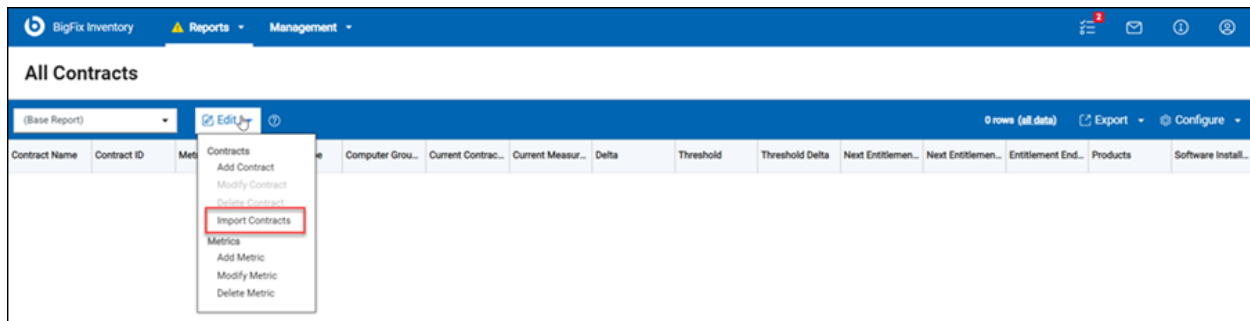 BigFix Inventory Reports Management 2
All Contracts
(Base Report) Edit 0 rows (all data) Export Configure
Contract Name Contract ID Computer Grou... Current Contrac... Current Measur... Delta Threshold Threshold Delta Next Entitlemen... Next Entitlemen... Entitlement End... Products Software Install...
Contracts
Add Contract
Modify Contract
Delete Contract
Import Contracts
Metrics
Add Metric
Modify Metric
Delete Metric